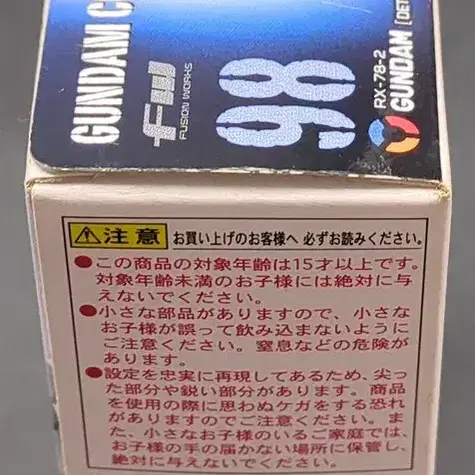 GUNDAM C
FW
FUSION WORKS
98
RX-78-2
GUNDAM [DET
注意 お買い上げのお客様へ 必ずお読みください。
●この商品の対象年齢は15才以上です。
対象年齢未満のお子様には絶対に与
えないでください。
●小さな部品がありますので、小さな
お子様が誤って飲み込まないように
ご注意ください。窒息などの危険が
あります。
●設定を忠実に再現してあるため、尖っ
た部分や鋭い部分があります。商品
を使用の際に思わぬケガをする恐れ
がありますのでご注意ください。ま
た、小さなお子様のいるご家庭では、
お子様の手の届かない場所に保管し、
絶対に与えないでください。